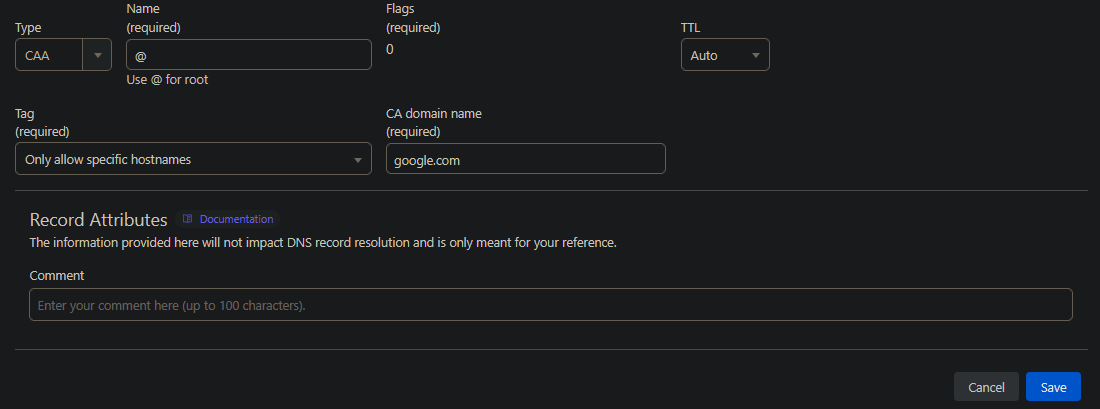 Type
Name
(required)
Flags
(required)
TTL
CAA
@
0
Auto
Use @ for root
Tag
(required)
CA domain name
(required)
Only allow specific hostnames
google.com
Record Attributes Documentation
The information provided here will not impact DNS record resolution and is only meant for your reference.
Comment
Enter your comment here (up to 100 characters).
Cancel Save